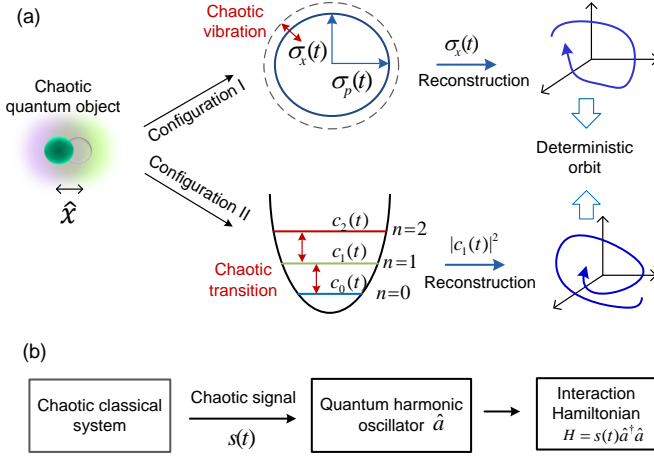 (a)
Chaotic
vibration
σₓ(t)
σₚ(t)
σₓ(t)
Reconstruction
Chaotic
quantum object
x̂
Configuration I
Configuration II
Deterministic
orbit
c₂(t)
n=2
c₁(t)
n=1
c₀(t)
n=0
Chaotic
transition
|c₁(t)|²
Reconstruction
(b)
Chaotic classical
system
Chaotic signal
s(t)
Quantum harmonic
oscillator â
Interaction
Hamiltonian
H = s(t)â†â